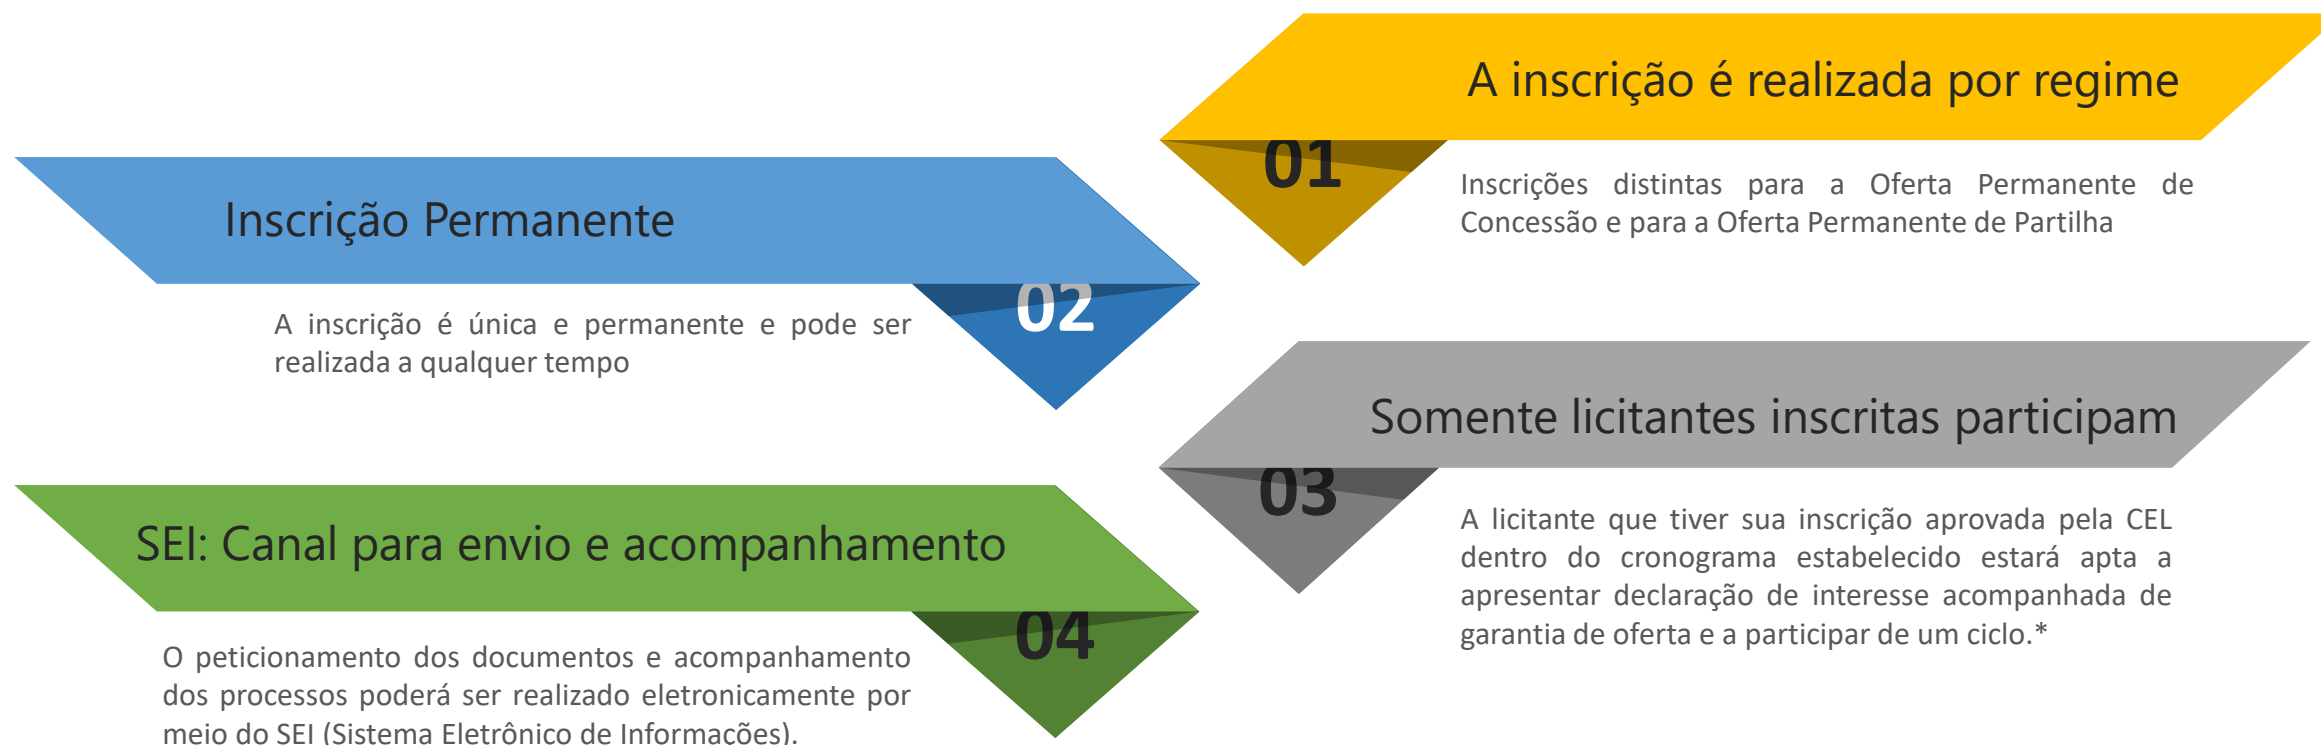 A inscrição é realizada por regime
01
Inscrições distintas para a Oferta Permanente de
Concessão e para a Oferta Permanente de Partilha
Inscrição Permanente
02
A inscrição é única e permanente e pode ser
realizada a qualquer tempo
Somente licitantes inscritas participam
03
A licitante que tiver sua inscrição aprovada pela CEL
dentro do cronograma estabelecido estará apta a
apresentar declaração de interesse acompanhada de
garantia de oferta e a participar de um ciclo.*
SEI: Canal para envio e acompanhamento
04
O peticionamento dos documentos e acompanhamento
dos processos poderá ser realizado eletronicamente por
meio do SEI (Sistema Eletrônico de Informações).